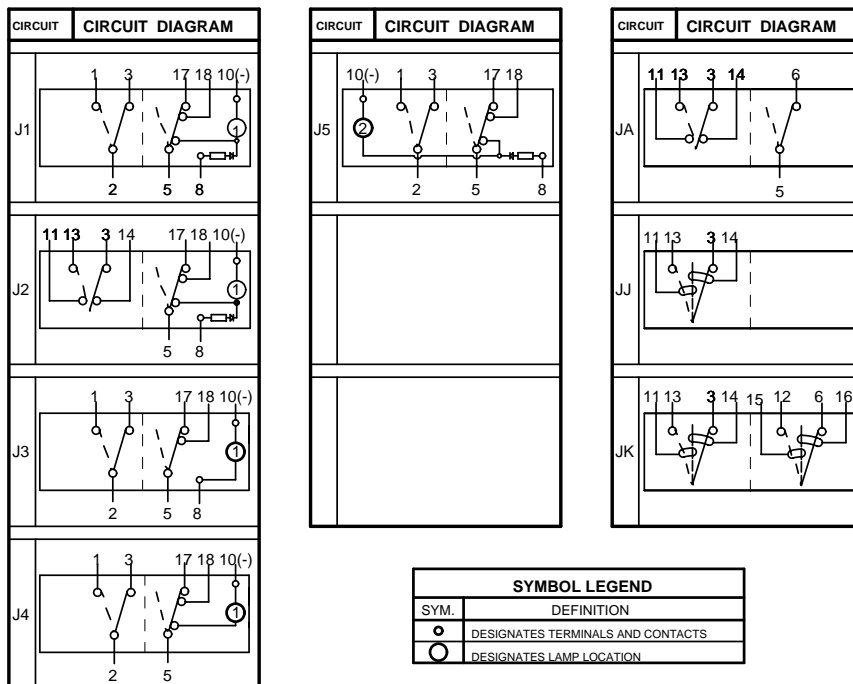 CIRCUIT CIRCUIT DIAGRAM
J1
1 3 17 18 10(-)
1
2 5 8
J2
11 13 3 14 17 18 10(-)
1
5 8
J3
1 3 17 18 10(-)
1
2 5 8
J4
1 3 17 18 10(-)
1
2 5
CIRCUIT CIRCUIT DIAGRAM
J5
10(-) 1 3 17 18
2
2 5 8
CIRCUIT CIRCUIT DIAGRAM
JA
11 13 3 14 6
5
JJ
11 13 3 14
JK
11 13 3 14 15 12 6 16
SYMBOL LEGEND
SYM. DEFINITION
DESIGNATES TERMINALS AND CONTACTS
DESIGNATES LAMP LOCATION